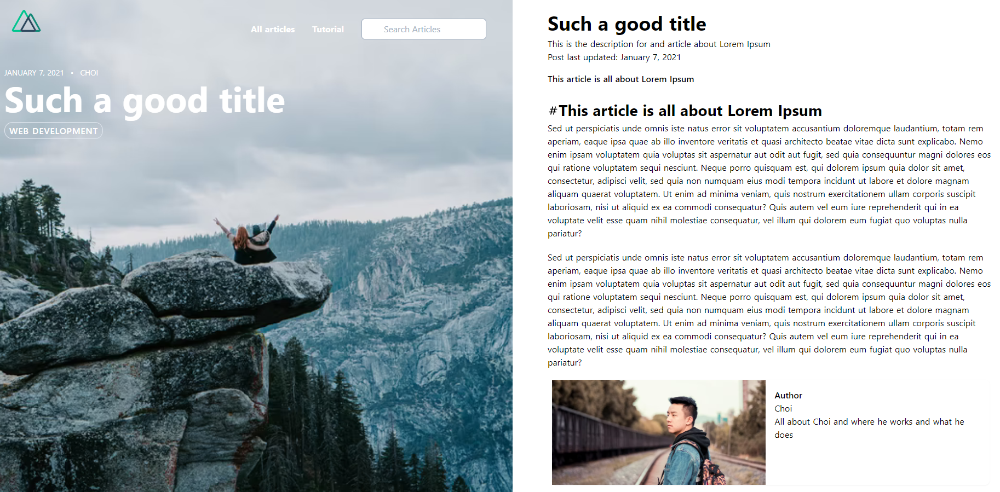 All articles
Tutorial
Search Articles
JANUARY 7, 2021 • CHOI
Such a good title
WEB DEVELOPMENT
Such a good title
This is the description for and article about Lorem Ipsum
Post last updated: January 7, 2021
This article is all about Lorem Ipsum
#This article is all about Lorem Ipsum
Sed ut perspiciatis unde omnis iste natus error sit voluptatem accusantium doloremque laudantium, totam rem
aperiam, eaque ipsa quae ab illo inventore veritatis et quasi architecto beatae vitae dicta sunt explicabo. Nemo
enim ipsam voluptatem quia voluptas sit aspernatur aut odit aut fugit, sed quia consequuntur magni dolores eos
qui ratione voluptatem sequi nesciunt. Neque porro quisquam est, qui dolorem ipsum quia dolor sit amet,
consectetur, adipisci velit, sed quia non numquam eius modi tempora incidunt ut labore et dolore magnam
aliquam quaerat voluptatem. Ut enim ad minima veniam, quis nostrum exercitationem ullam corporis suscipit
laboriosam, nisi ut aliquid ex ea commodi consequatur? Quis autem vel eum iure reprehenderit qui in ea
voluptate velit esse quam nihil molestiae consequatur, vel illum qui dolorem eum fugiat quo voluptas nulla
pariatur?
Sed ut perspiciatis unde omnis iste natus error sit voluptatem accusantium doloremque laudantium, totam rem
aperiam, eaque ipsa quae ab illo inventore veritatis et quasi architecto beatae vitae dicta sunt explicabo. Nemo
enim ipsam voluptatem quia voluptas sit aspernatur aut odit aut fugit, sed quia consequuntur magni dolores eos
qui ratione voluptatem sequi nesciunt. Neque porro quisquam est, qui dolorem ipsum quia dolor sit amet,
consectetur, adipisci velit, sed quia non numquam eius modi tempora incidunt ut labore et dolore magnam
aliquam quaerat voluptatem. Ut enim ad minima veniam, quis nostrum exercitationem ullam corporis suscipit
laboriosam, nisi ut aliquid ex ea commodi consequatur? Quis autem vel eum iure reprehenderit qui in ea
voluptate velit esse quam nihil molestiae consequatur, vel illum qui dolorem eum fugiat quo voluptas nulla
pariatur?
Author
Choi
All about Choi and where he works and what he
does